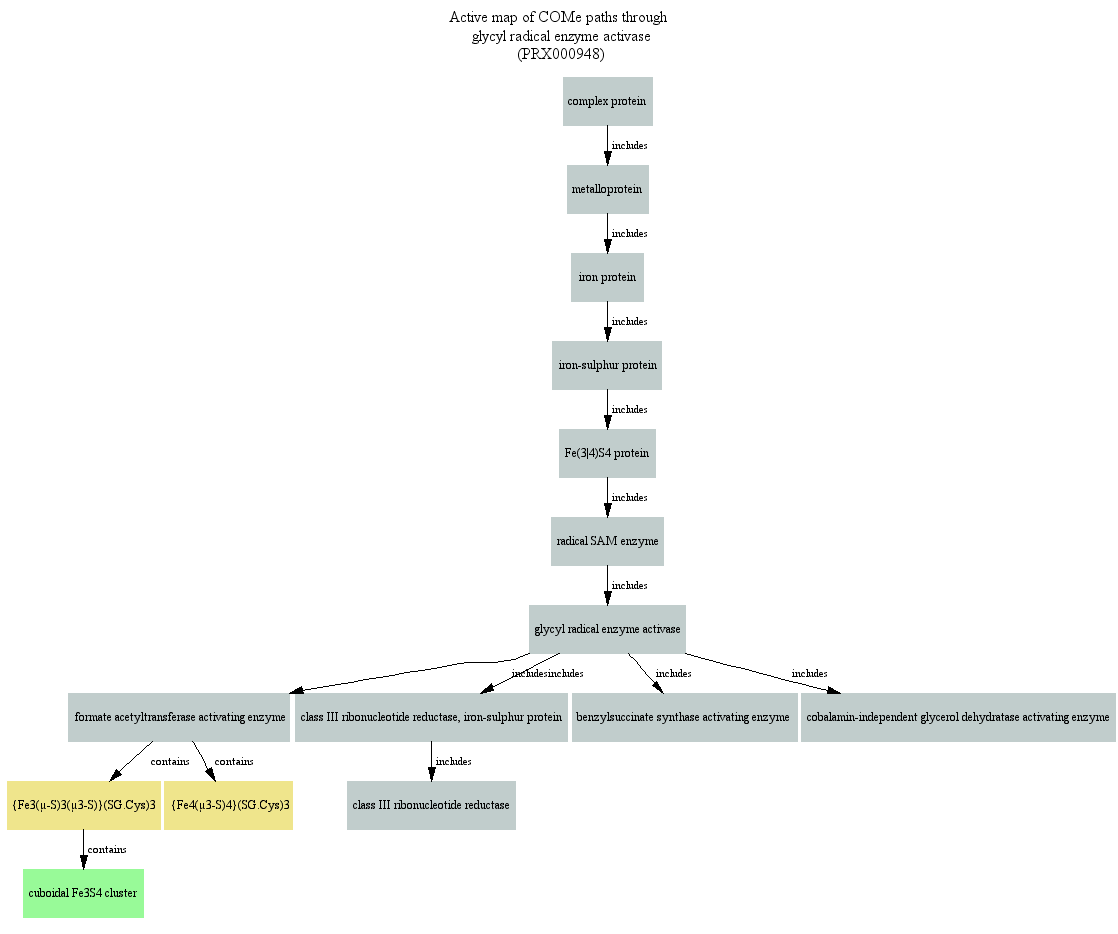 Active map of COMe paths through
glycyl radical enzyme activase
(PRX000948)
complex protein
includes
metalloprotein
includes
iron protein
includes
iron-sulphur protein
includes
Fe(3|4)S4 protein
includes
radical SAM enzyme
includes
glycyl radical enzyme activase
includes
includes
includes
includes
formate acetyltransferase activating enzyme
class III ribonucleotide reductase, iron-sulphur protein
benzylsuccinate synthase activating enzyme
cobalamin-independent glycerol dehydratase activating enzyme
contains
contains
includes
{Fe3(μ-S)3(μ3-S)}(SG.Cys)3
{Fe4(μ3-S)4}(SG.Cys)3
class III ribonucleotide reductase
contains
cuboidal Fe3S4 cluster